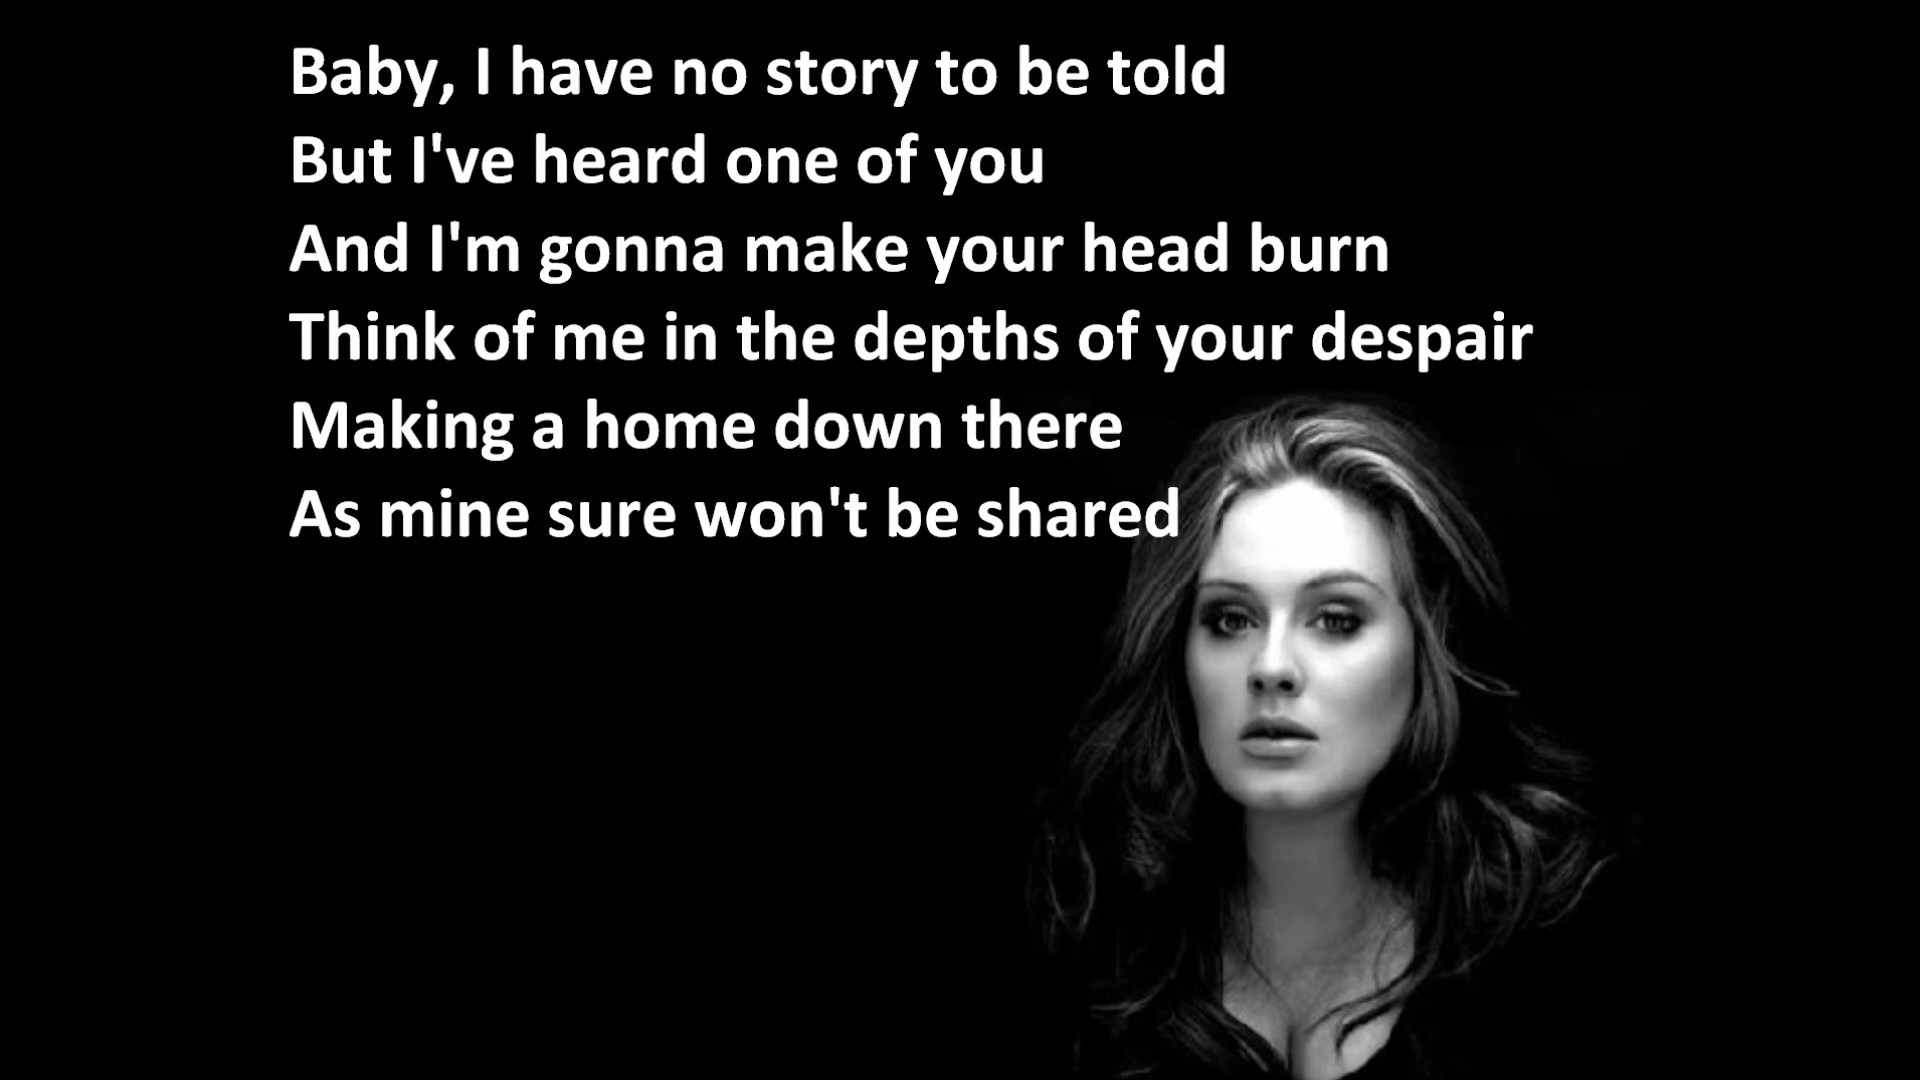 Baby, I have no story to be told
But I've heard one of you
And I'm gonna make your head burn
Think of me in the depths of your despair
Making a home down there
As mine sure won't be shared